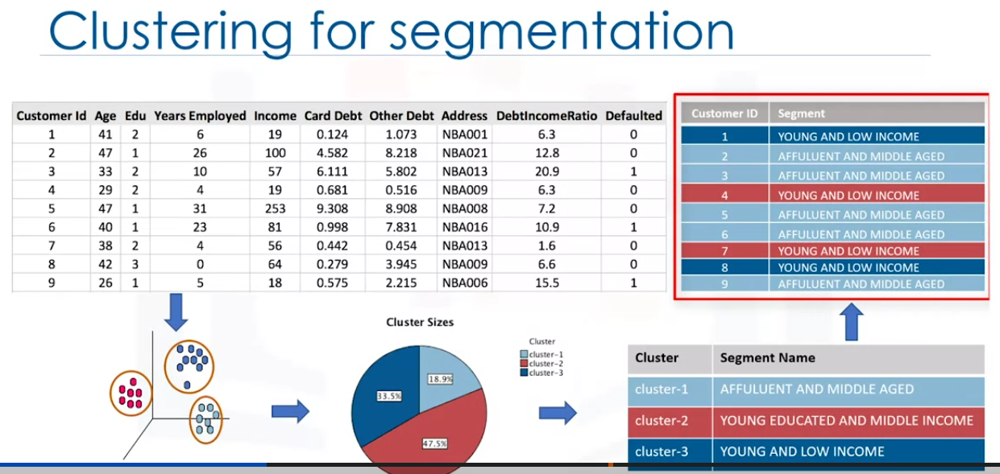 Clustering for segmentation
Customer Id Age Edu Years Employed Income Card Debt Other Debt Address DebtIncomeRatio Defaulted
1 41 2 6 19 0.124 1.073 NBA001 6.3 0
2 47 1 26 100 4.582 8.218 NBA021 12.8 0
3 33 2 10 57 6.111 5.802 NBA013 20.9 1
4 29 2 4 19 0.681 0.516 NBA009 6.3 0
5 47 1 31 253 9.308 8.908 NBA008 7.2 0
6 40 1 23 81 0.998 7.831 NBA016 10.9 1
7 38 2 4 56 0.442 0.454 NBA013 1.6 0
8 42 3 0 64 0.279 3.945 NBA009 6.6 0
9 26 1 5 18 0.575 2.215 NBA006 15.5 1
Customer ID Segment
1 YOUNG AND LOW INCOME
2 AFFULUENT AND MIDDLE AGED
3 AFFULUENT AND MIDDLE AGED
4 YOUNG AND LOW INCOME
5 AFFULUENT AND MIDDLE AGED
6 AFFULUENT AND MIDDLE AGED
7 YOUNG AND LOW INCOME
8 YOUNG AND LOW INCOME
9 AFFULUENT AND MIDDLE AGED
Cluster Sizes
18.9%
33.5%
47.5%
Cluster
cluster-1
cluster-2
cluster-3
Cluster Segment Name
cluster-1 AFFULUENT AND MIDDLE AGED
cluster-2 YOUNG EDUCATED AND MIDDLE INCOME
cluster-3 YOUNG AND LOW INCOME